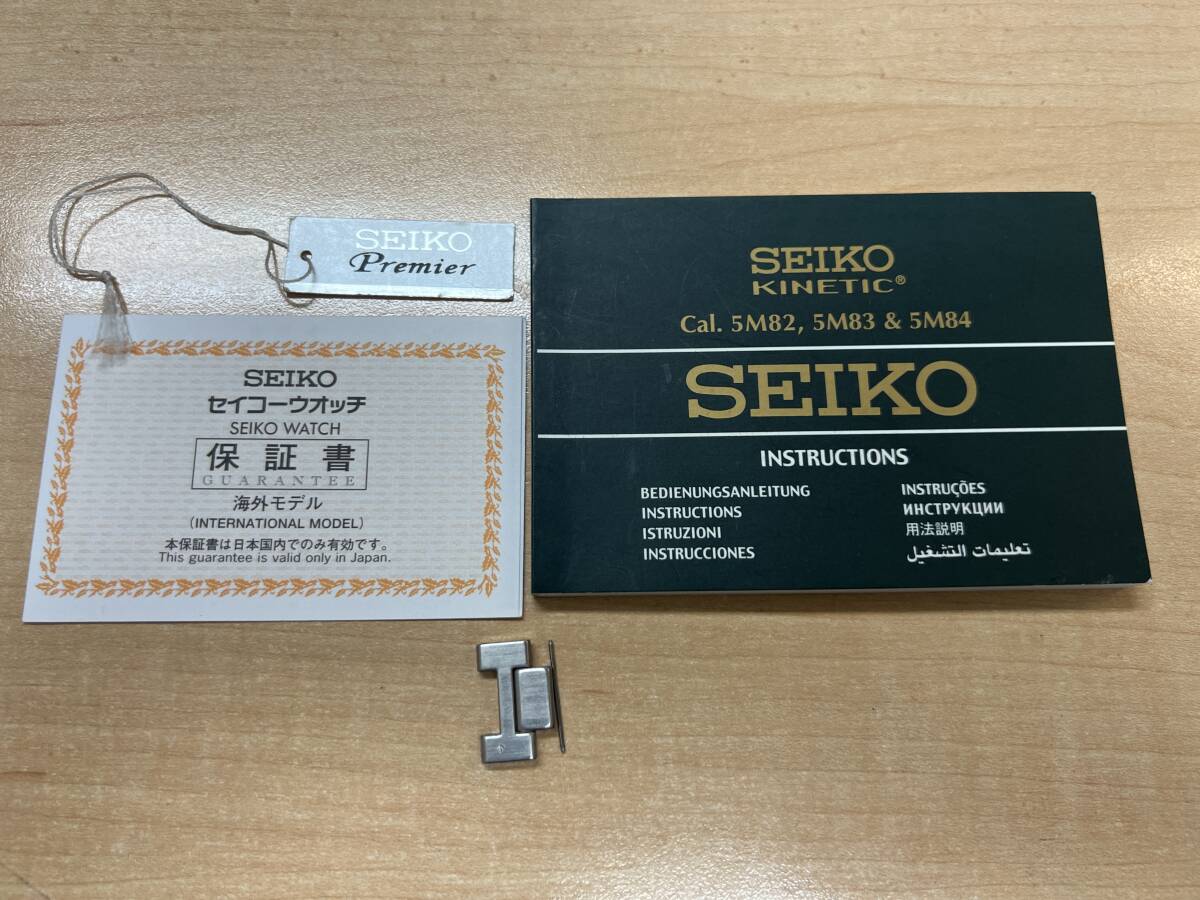 SEIKO
Premier
SEIKO
セイコーウオッチ
SEIKO WATCH
保証書
GUARANTEE
海外モデル
(INTERNATIONAL MODEL)
本保証書は日本国内でのみ有効です。
This guarantee is valid only in Japan.
SEIKO
KINETIC®
Cal. 5M82, 5M83 & 5M84
SEIKO
INSTRUCTIONS
BEDIENUNGSANLEITUNG
INSTRUCTIONS
ISTRUZIONI
INSTRUCCIONES
INSTRUÇÕES
ИНСТРУКЦИИ
用法説明
تعليمات التشغيل